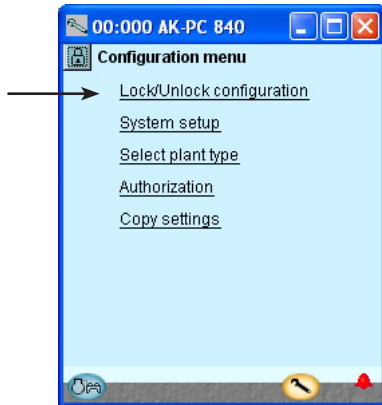 00:000 AK-PC 840
Configuration menu
Lock/Unlock configuration
System setup
Select plant type
Authorization
Copy settings